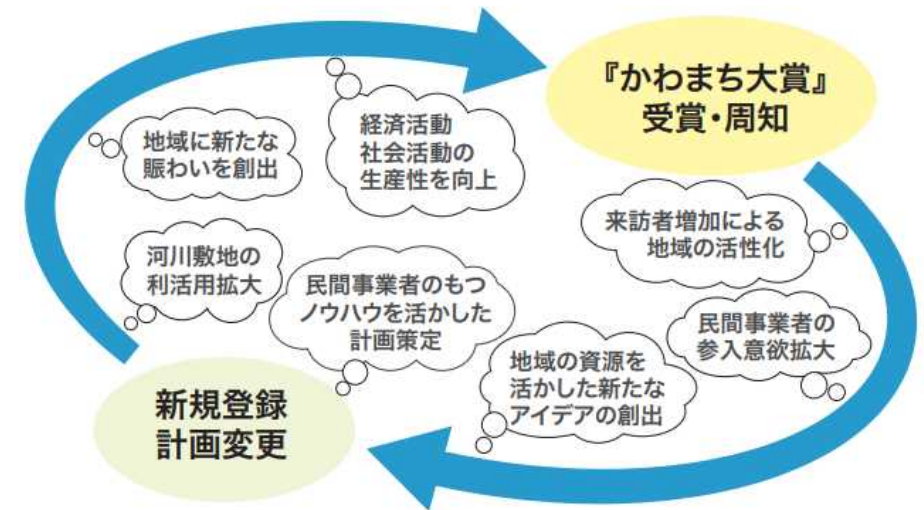 『かわまち大賞』
受賞・周知
経済活動
社会活動の
生産性を向上
地域に新たな
賑わいを創出
来訪者増加による
地域の活性化
河川敷地の
利活用拡大
民間事業者のもつ
ノウハウを活かした
計画策定
民間事業者の
参入意欲拡大
地域の資源を
活かした新たな
アイデアの創出
新規登録
計画変更